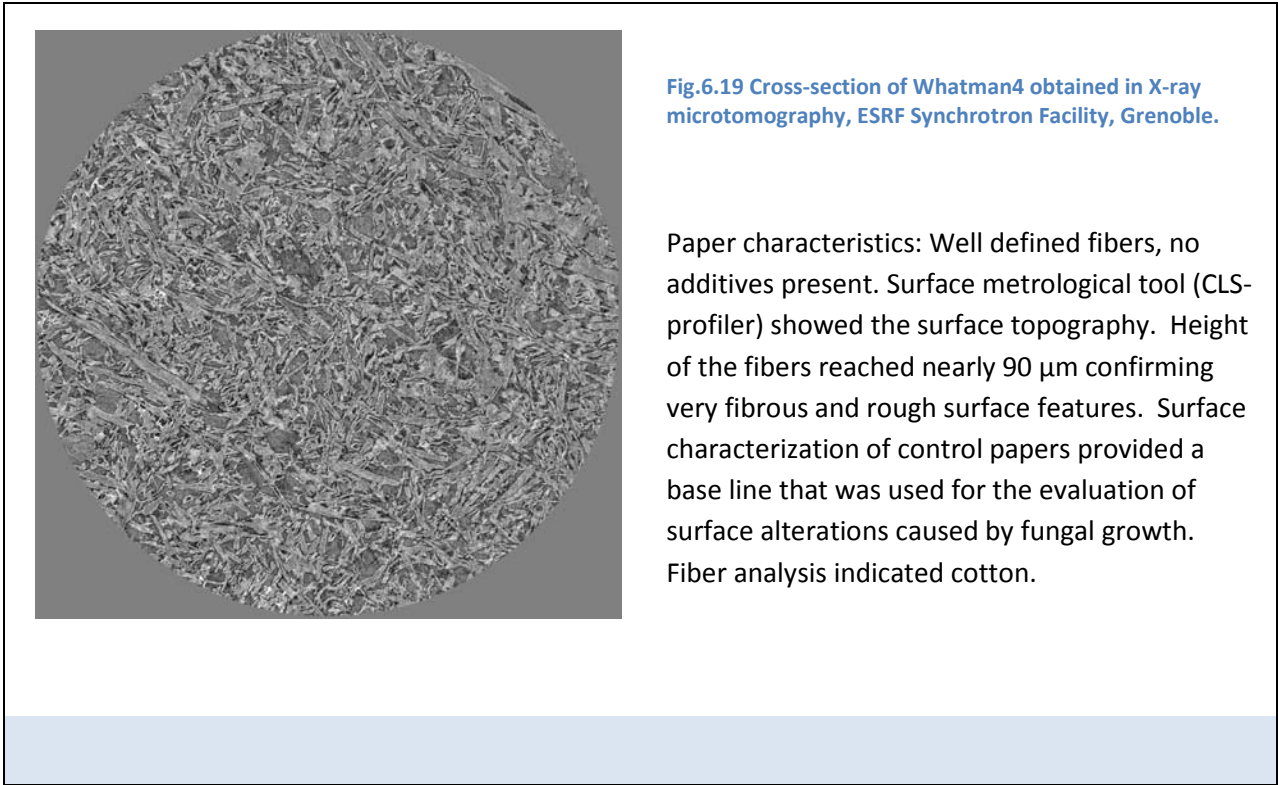 Fig.6.19 Cross-section of Whatman4 obtained in X-ray
microtomography, ESRF Synchrotron Facility, Grenoble.
Paper characteristics: Well defined fibers, no
additives present. Surface metrological tool (CLS-
profiler) showed the surface topography.  Height
of the fibers reached nearly 90 µm confirming
very fibrous and rough surface features.  Surface
characterization of control papers provided a
base line that was used for the evaluation of
surface alterations caused by fungal growth.
Fiber analysis indicated cotton.